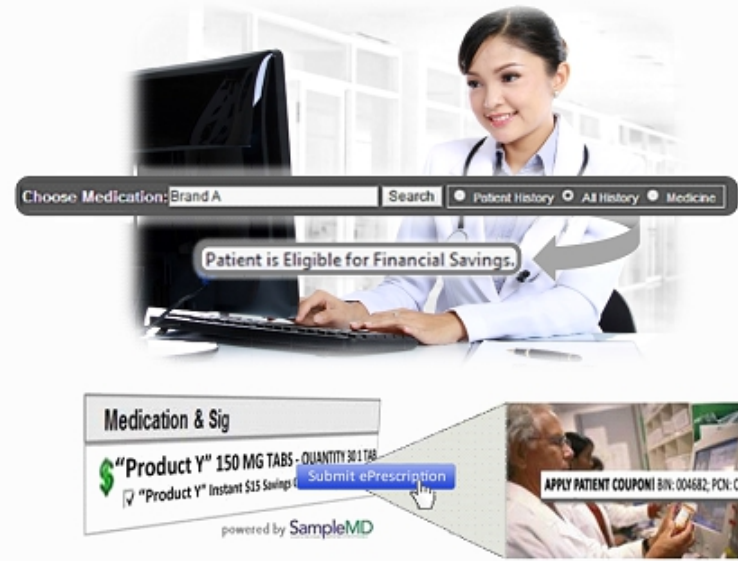 Choose Medication: Brand A Search Patient History All History Medicine
Patient is Eligible for Financial Savings.
Medication & Sig
$ "Product Y" 150 MG TABS - QUANTITY 30 1 TAB
"Product Y" Instant $15 Savings
Submit ePrescription
APPLY PATIENT COUPON! BIN: 004682; PCN: C
powered by SampleMD